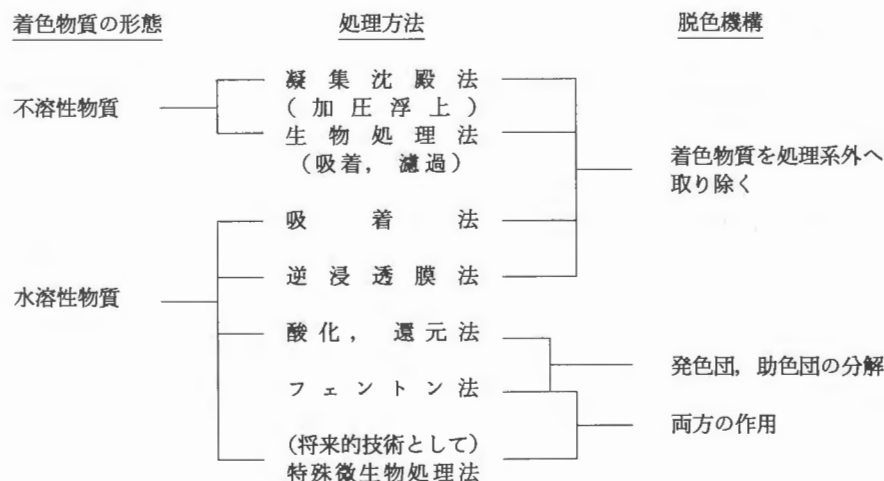 着色物質の形態 処理方法 脱色機構
凝集沈殿法
(加圧浮上)
不溶性物質
生物処理法
(吸着,濾過)
着色物質を処理系外へ
取り除く
吸着法
逆浸透膜法
水溶性物質
酸化,還元法
発色団,助色団の分解
フェントン法
両方の作用
(将来的技術として)
特殊微生物処理法